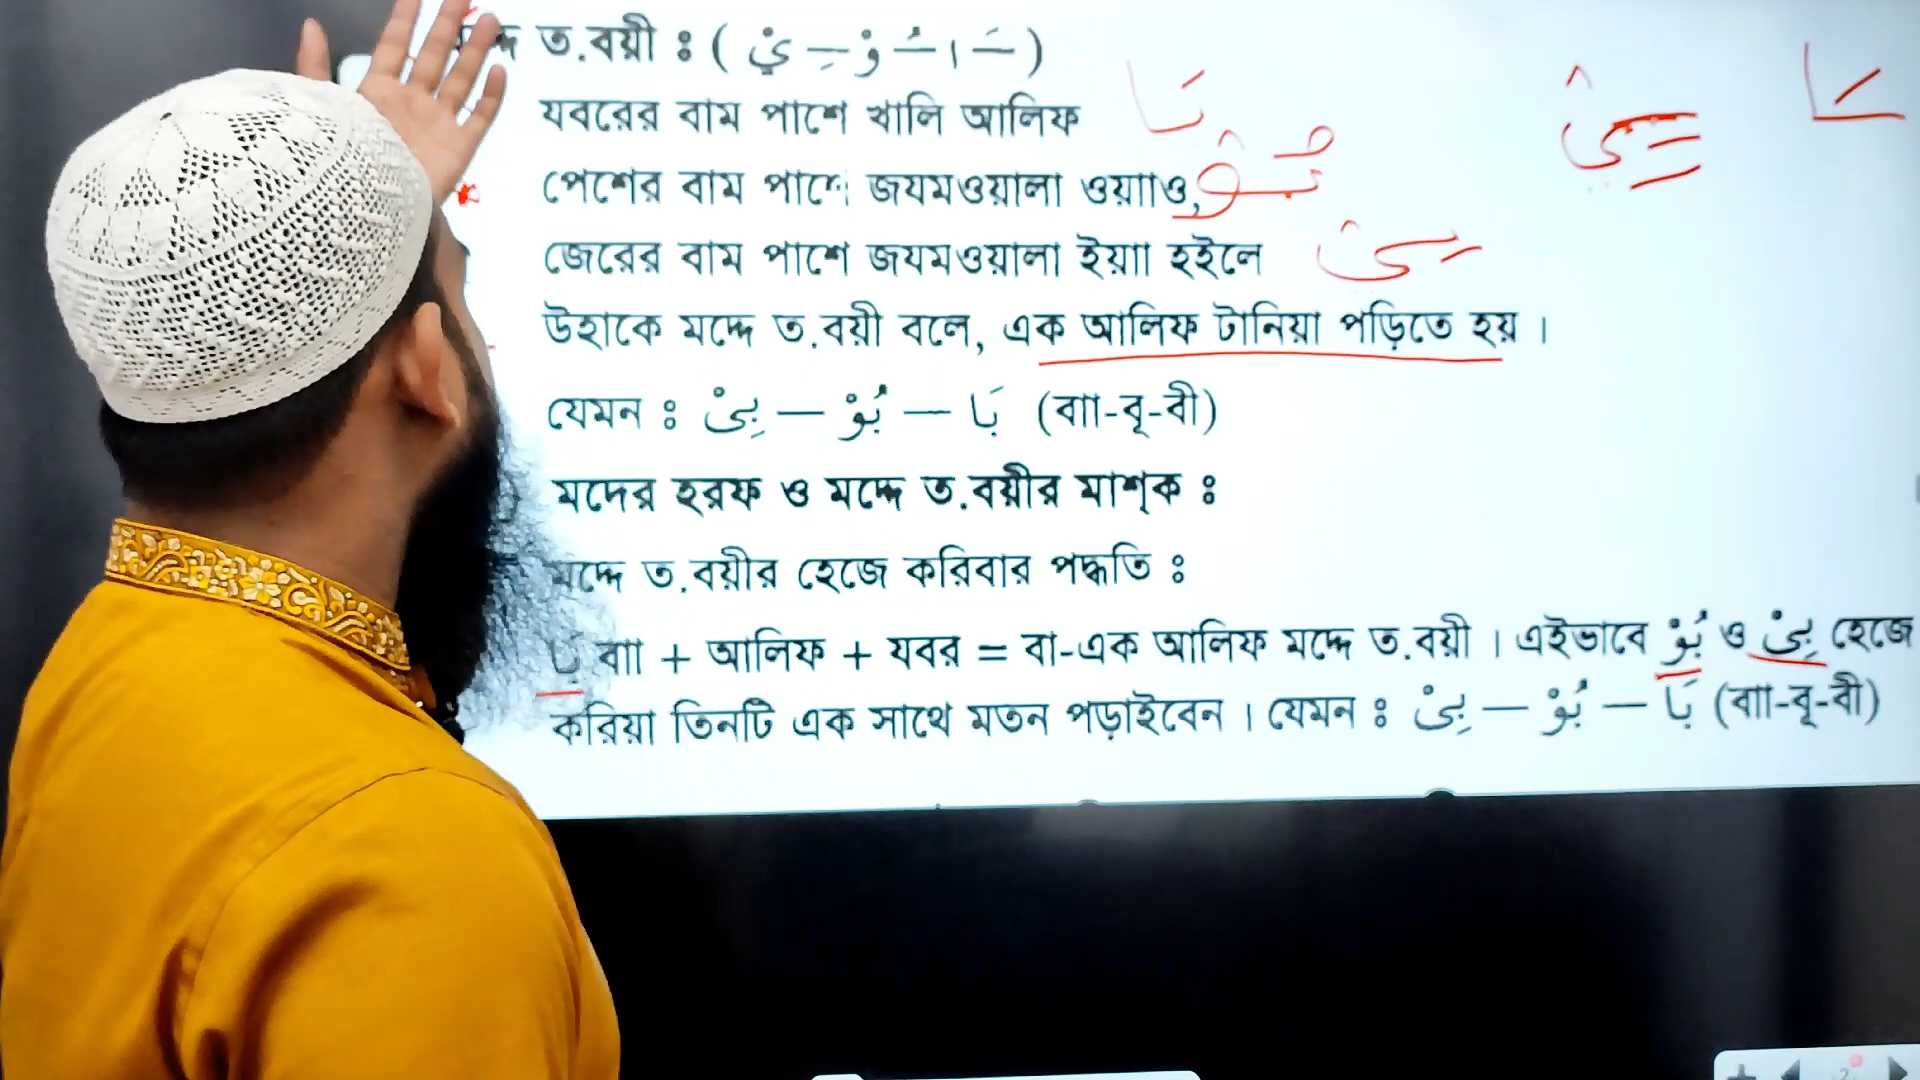 মদ্দে ত.বয়ী ঃ ( ـَ ا ـُ وْ ـِ يْ )
যবরের বাম পাশে খালি আলিফ
পেশের বাম পাশে জযমওয়ালা ওয়াাও,
জেরের বাম পাশে জযমওয়ালা ইয়াা হইলে
উহাকে মদ্দে ত.বয়ী বলে, এক আলিফ টানিয়া পড়িতে হয় ।
যেমন ঃ بَا — بُوْ — بِىْ (বাা-বূ-বী)
মদের হরফ ও মদ্দে ত.বয়ীর মাশ্ক ঃ
মদ্দে ত.বয়ীর হেজে করিবার পদ্ধতি ঃ
بَا বাা + আলিফ + যবর = বা-এক আলিফ মদ্দে ত.বয়ী । এইভাবে بُوْ ও بِىْ হেজে
করিয়া তিনটি এক সাথে মতন পড়াইবেন । যেমন ঃ بَا — بُوْ — بِىْ (বাা-বূ-বী)